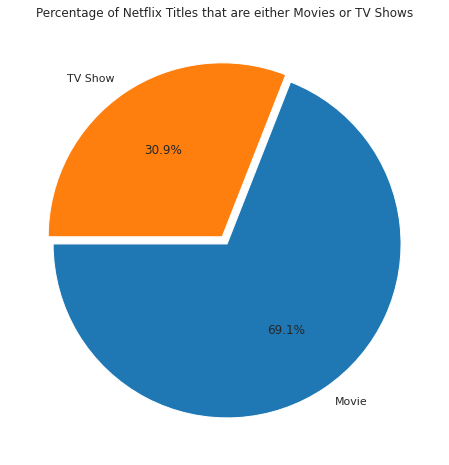 Percentage of Netflix Titles that are either Movies or TV Shows
TV Show
30.9%
69.1%
Movie